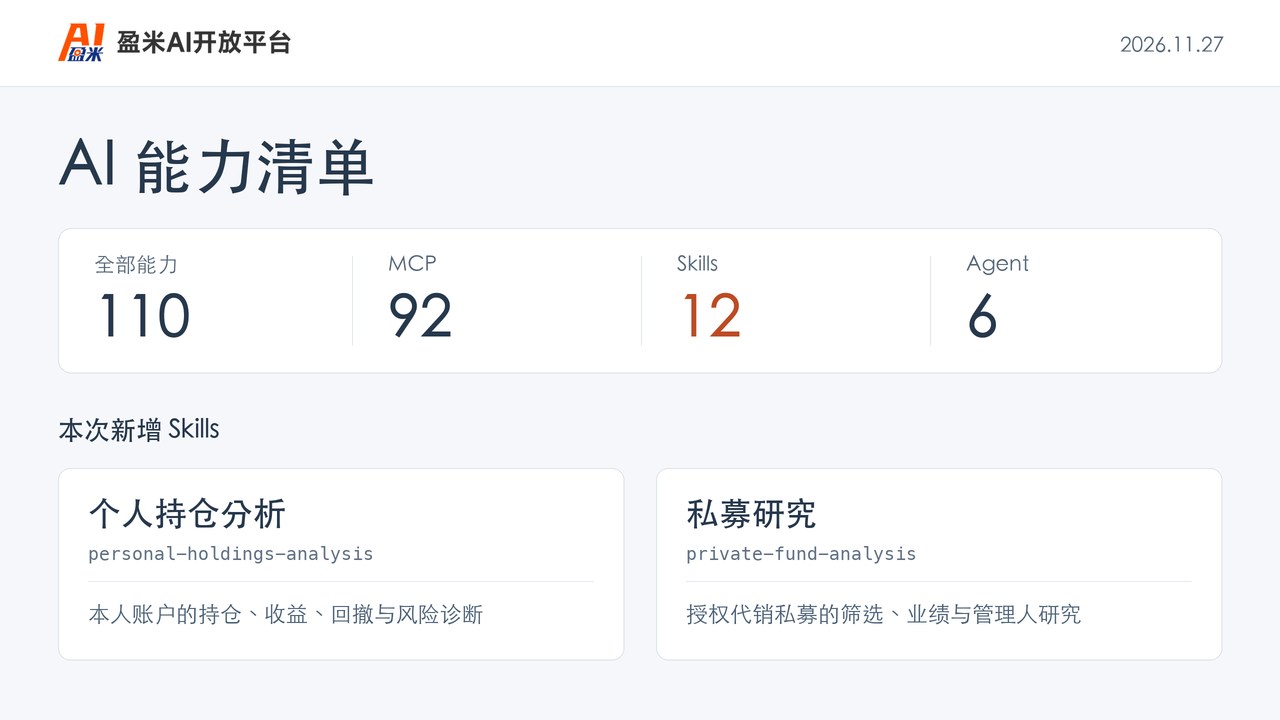 AI 盈米 盈米AI开放平台
2026.11.27
AI 能力清单
全部能力
110
MCP
92
Skills
12
Agent
6
本次新增 Skills
个人持仓分析
personal-holdings-analysis
本人账户的持仓、收益、回撤与风险诊断
私募研究
private-fund-analysis
授权代销私募的筛选、业绩与管理人研究